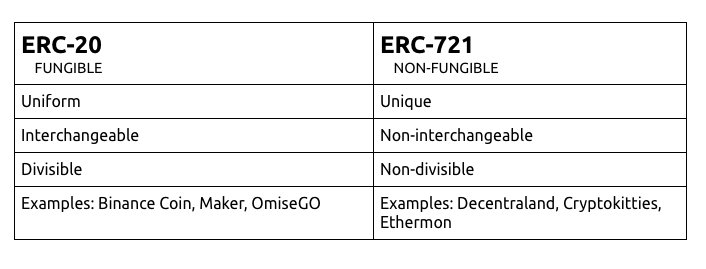 ERC-20
FUNGIBLE
ERC-721
NON-FUNGIBLE
Uniform
Unique
Interchangeable
Non-interchangeable
Divisible
Non-divisible
Examples: Binance Coin, Maker, OmiseGO
Examples: Decentraland, Cryptokitties,
Ethermon